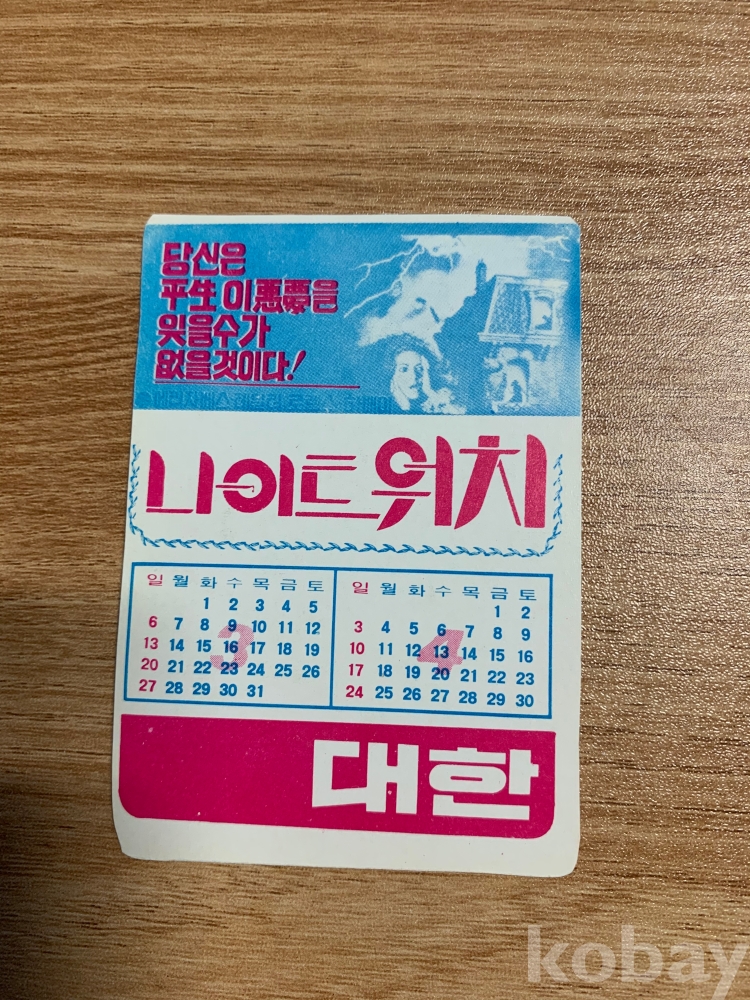 당신은
平生 이 悪夢을
잊을수가
없을것이다!
나이트 워치
일 월 화 수 목 금 토
1 2 3 4 5
6 7 8 9 10 11 12
13 14 15 16 17 18 19
20 21 22 23 24 25 26
27 28 29 30 31
3
일 월 화 수 목 금 토
1 2
3 4 5 6 7 8 9
10 11 12 13 14 15 16
17 18 19 20 21 22 23
24 25 26 27 28 29 30
4
대한
kobay